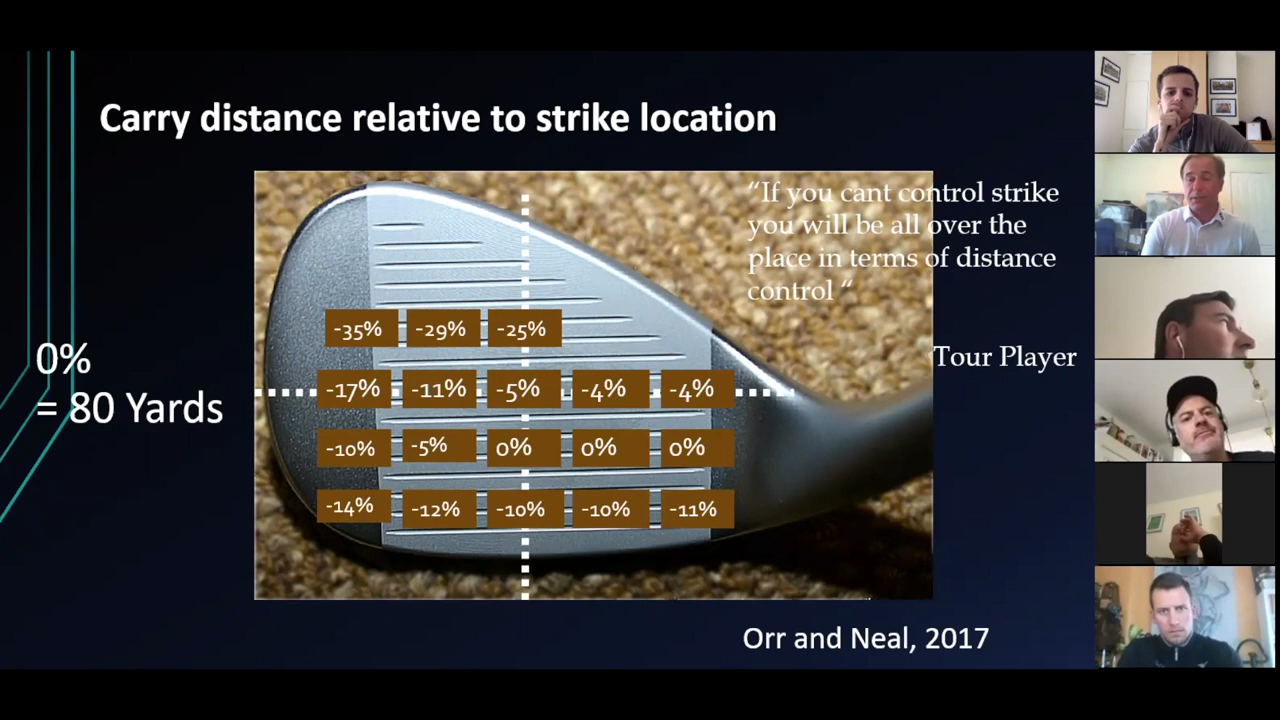 Carry distance relative to strike location
“If you cant control strike
you will be all over the
place in terms of distance
control “
Tour Player
0%
= 80 Yards
-35% -29% -25%
-17% -11% -5% -4% -4%
-10% -5% 0% 0% 0%
-14% -12% -10% -10% -11%
Orr and Neal, 2017